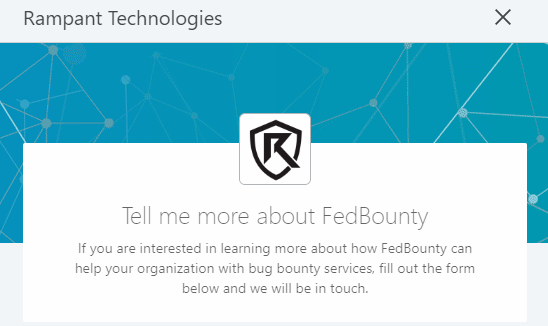 Rampant Technologies
Tell me more about FedBounty
If you are interested in learning more about how FedBounty can
help your organization with bug bounty services, fill out the form
below and we will be in touch.